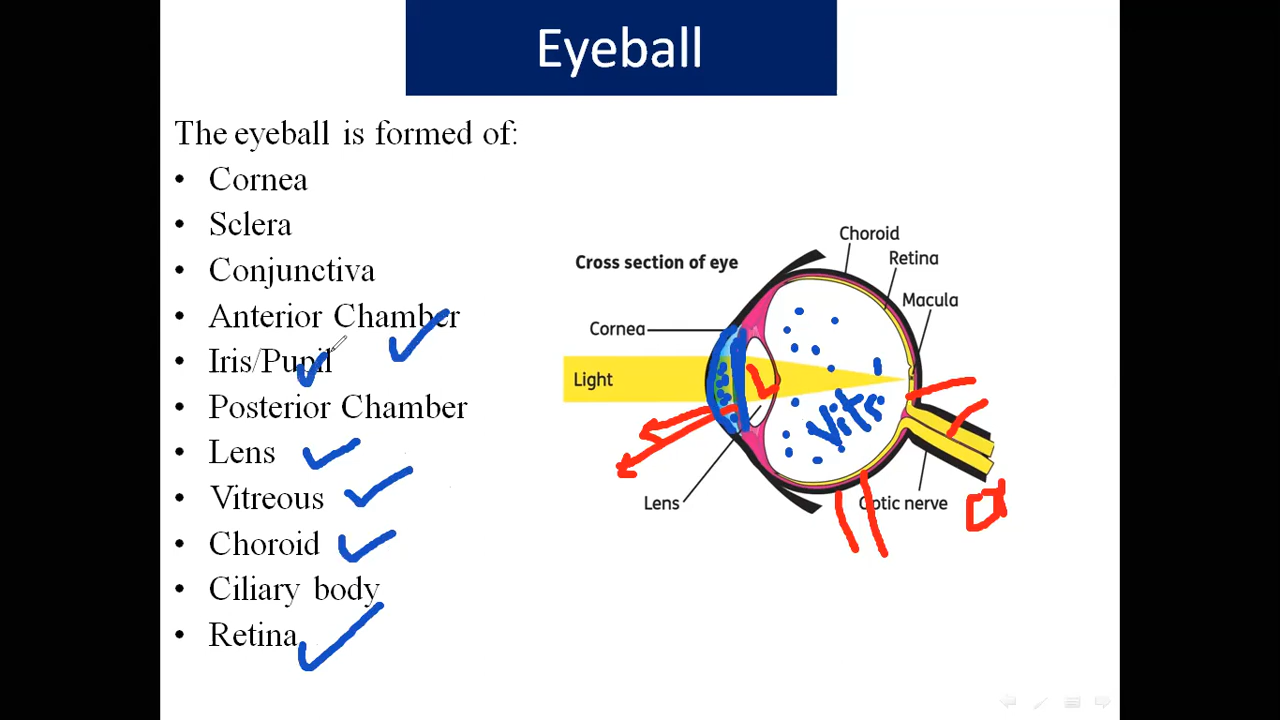 Eyeball
The eyeball is formed of:
• Cornea
• Sclera
• Conjunctiva
• Anterior Chamber
• Iris/Pupil
• Posterior Chamber
• Lens
• Vitreous
• Choroid
• Ciliary body
• Retina
Choroid
Retina
Cross section of eye
Macula
Cornea
Light
L
Vitr
Lens
Optic nerve